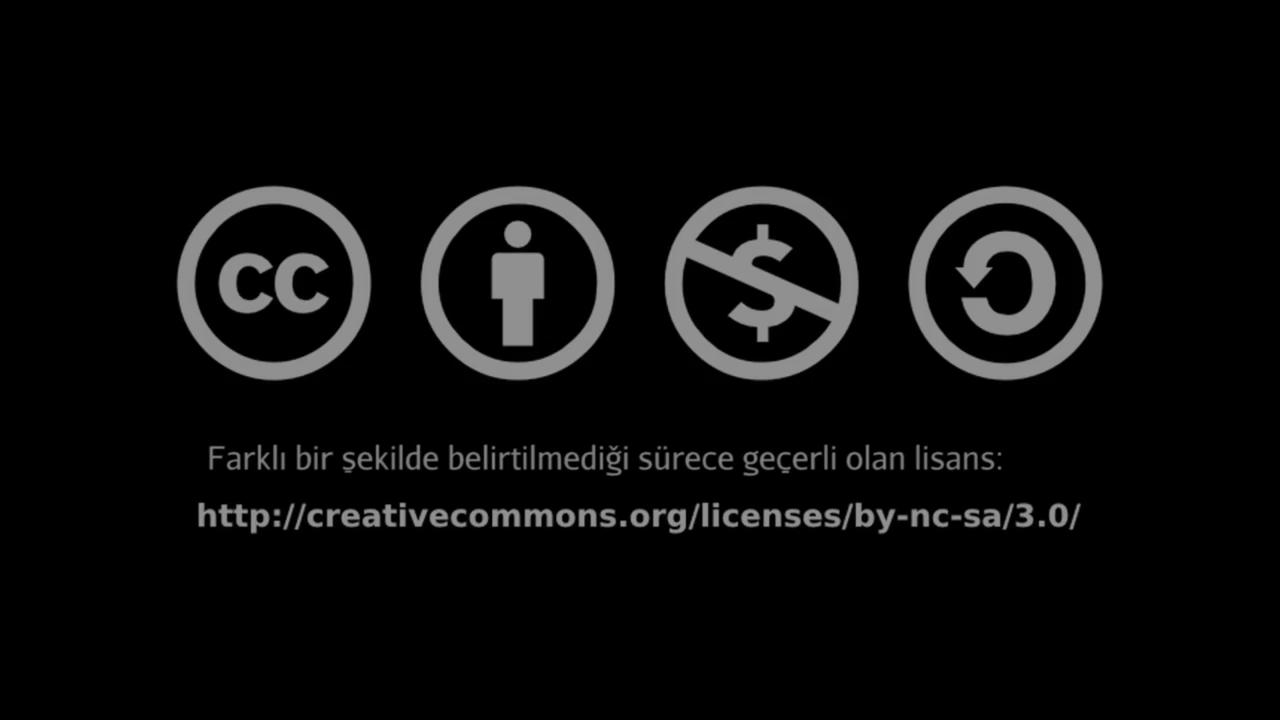 cc
Farklı bir şekilde belirtilmediği sürece geçerli olan lisans:
http://creativecommons.org/licenses/by-nc-sa/3.0/